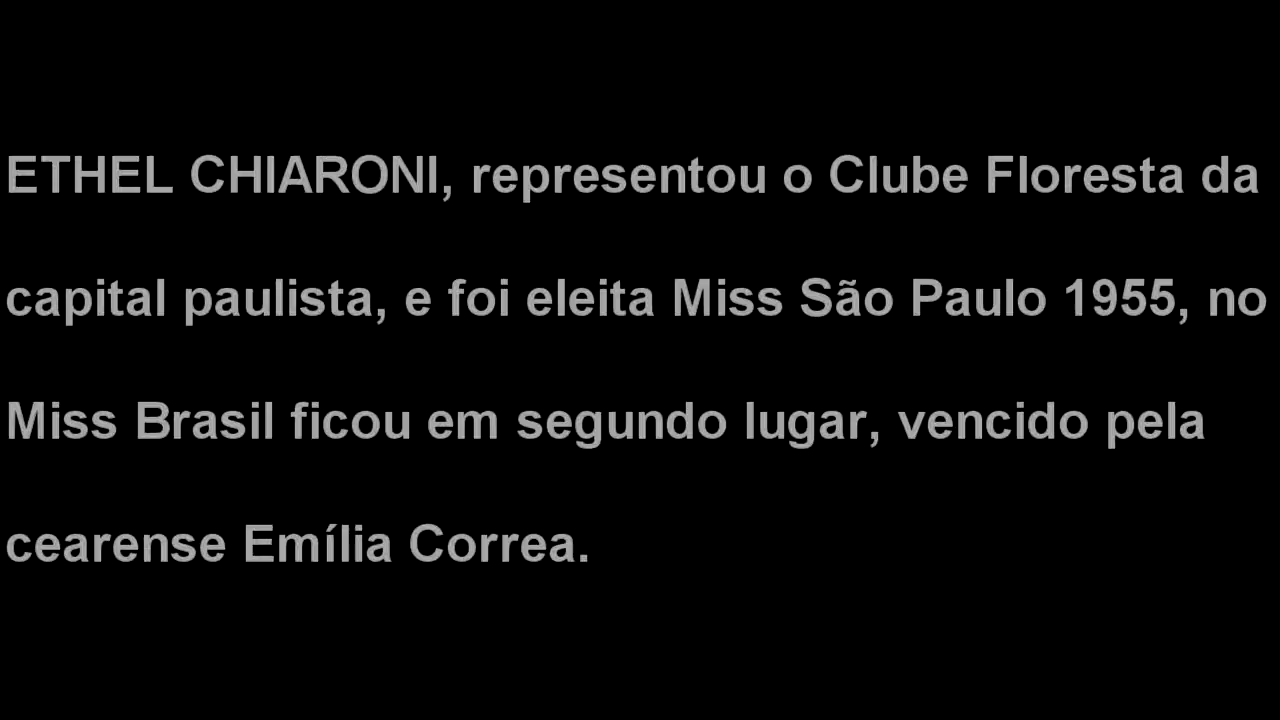 ETHEL CHIARONI, representou o Clube Floresta da
capital paulista, e foi eleita Miss São Paulo 1955, no
Miss Brasil ficou em segundo lugar, vencido pela
cearense Emília Correa.